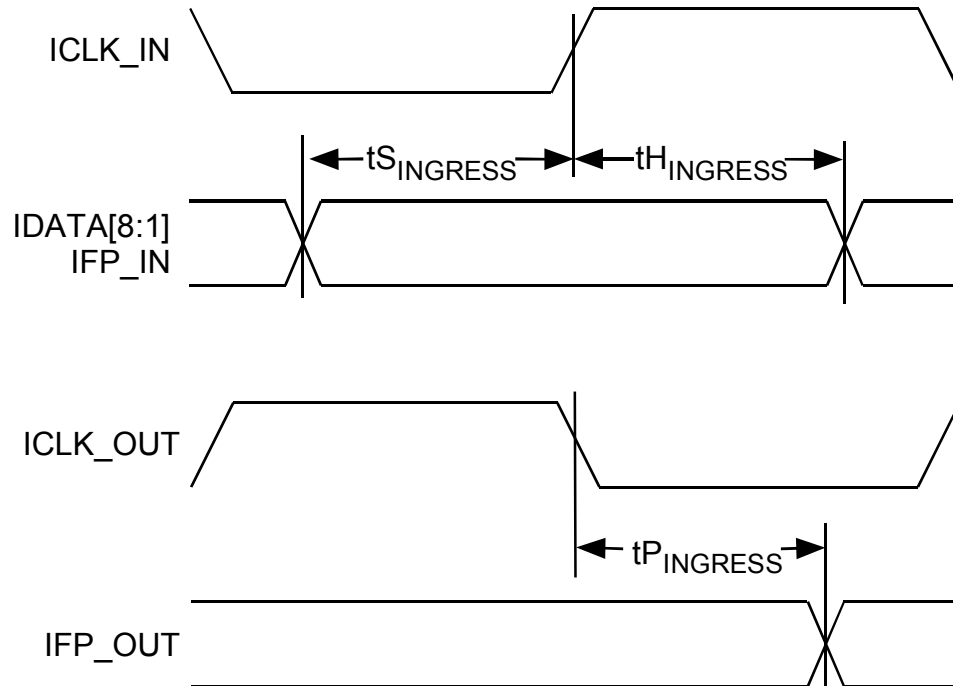 ICLK_IN
tSINGRESS
tHINGRESS
IDATA[8:1]
IFP_IN
ICLK_OUT
tPINGRESS
IFP_OUT